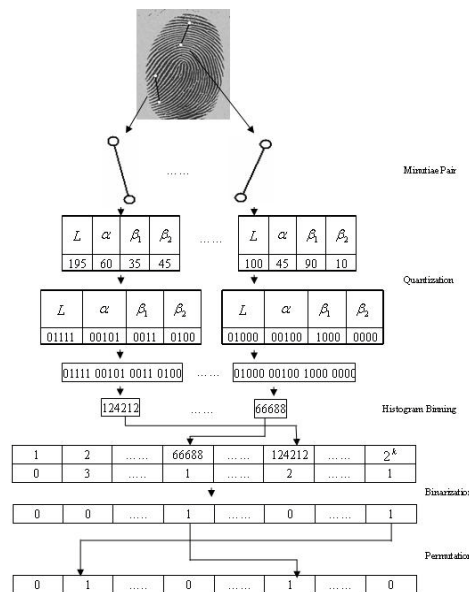 ...... Minutiae Pair
L α β1 β2 ...... L α β1 β2
195 60 35 45 100 45 90 10
Quantization
L α β1 β2 L α β1 β2
01111 00101 0011 0100 01000 00100 1000 0000
01111 00101 0011 0100 ...... 01000 00100 1000 0000
124212 ...... 66688 Histogram Binning
1 2 ...... 66688 ...... 124212 ...... 2^k
0 3 ..... 1 ...... 2 ...... 1
Binarization
0 0 ..... 1 ...... 0 ...... 1
Permutation
0 1 ..... 0 ...... 1 ...... 0